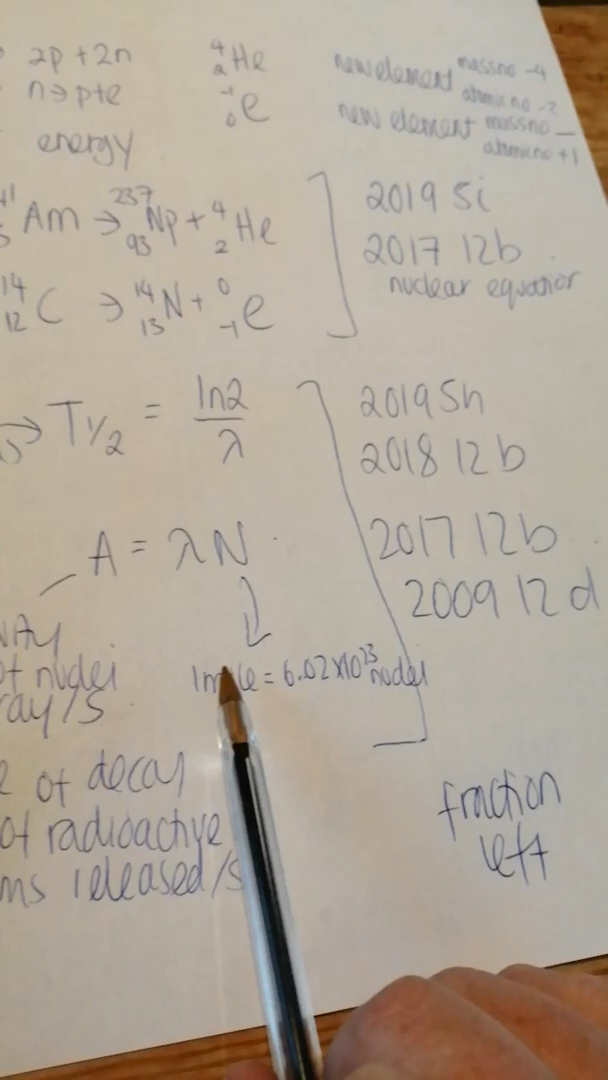 2p + 2n ⁴₂He new element mass no -4
atomic no -2
n → p + e ⁻¹₀e new element mass no —
atomic no +1
energy
Am → ²³⁷₉₃Np + ⁴₂He 2019 5i
2017 12b
nuclear equation
¹⁴₁₂C → ¹⁴₁₃N + ⁰₋₁e
→ T½ = ln2/λ 2019 5h
2018 12b
A = λN 2017 12b
2009 12d
of nuclei 1 mole = 6.02 x 10²³ nuclei
/s
of decay
of radioactive
released/s
fraction
left